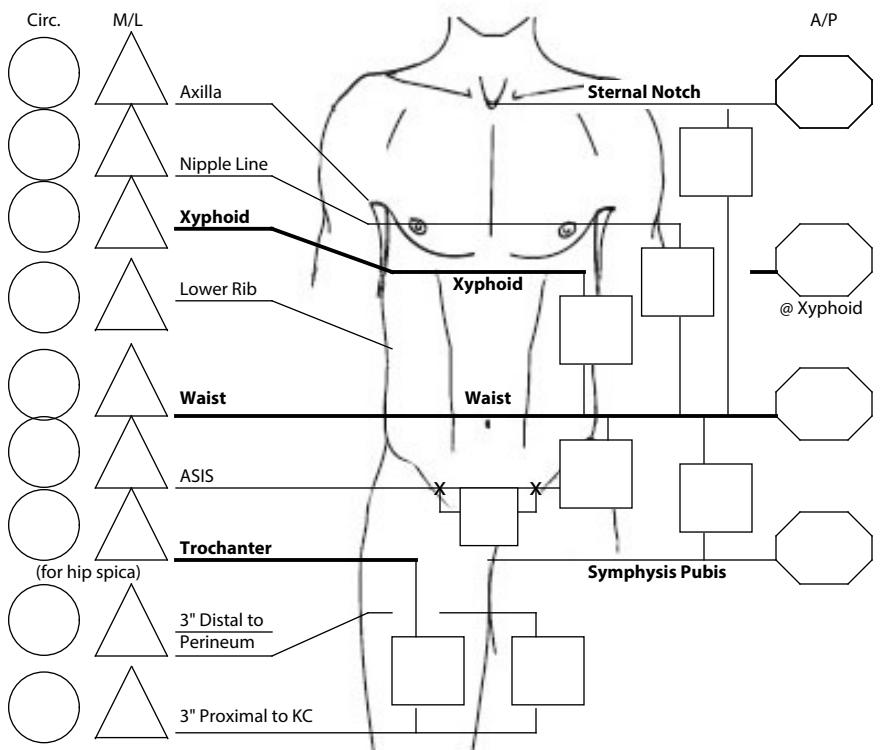 Circ.
M/L
A/P
Axilla
Sternal Notch
Nipple Line
Xyphoid
Xyphoid
Lower Rib
@ Xyphoid
Waist
Waist
ASIS
X
X
Trochanter
(for hip spica)
Symphysis Pubis
3" Distal to
Perineum
3" Proximal to KC